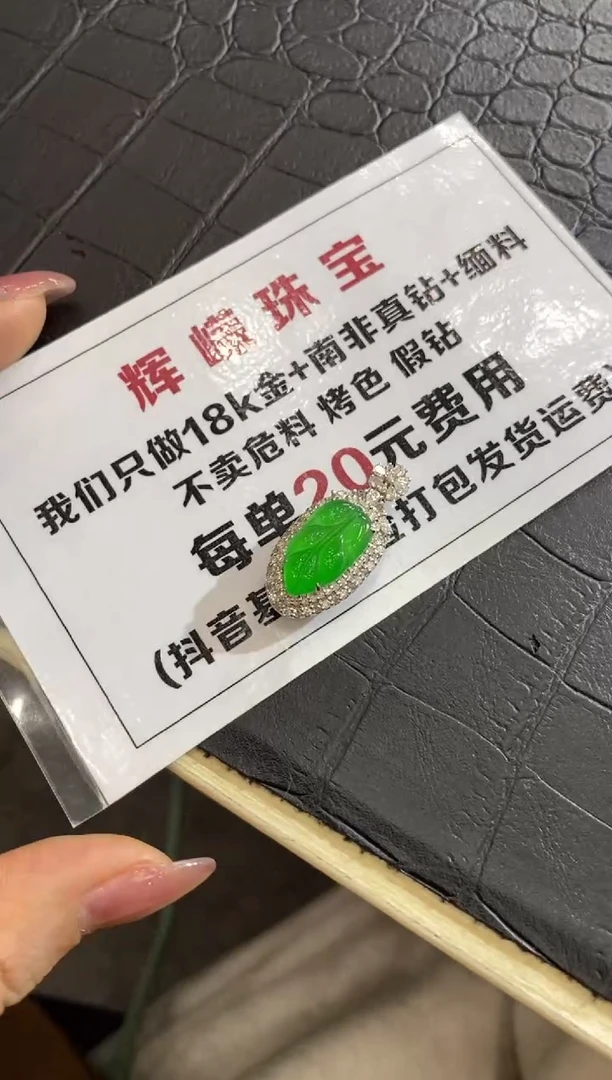 辉嶬珠宝
我们只做18k金+南非真钻+缅料
不卖危料 烤色 假钻
每单20元费用
(抖音基 打包发货运费)